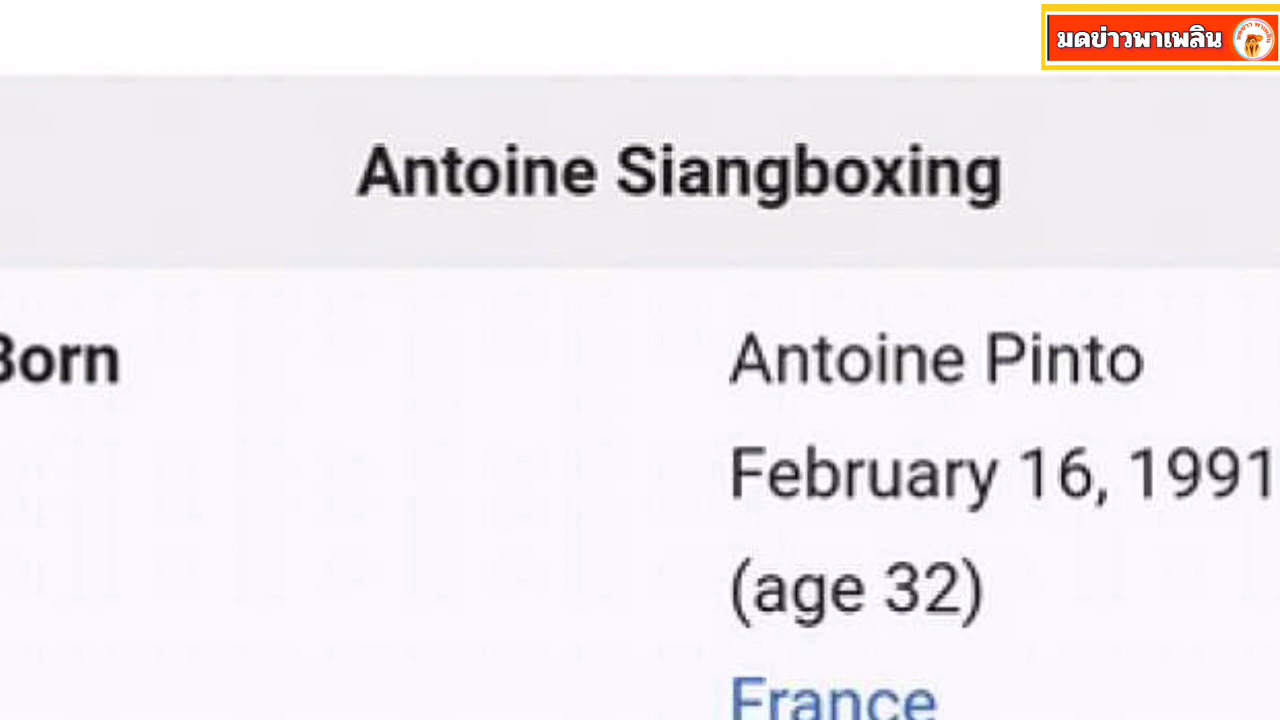 มดข่าวพาเพลิน
Antoine Siangboxing
Born
Antoine Pinto
February 16, 1991
(age 32)
France